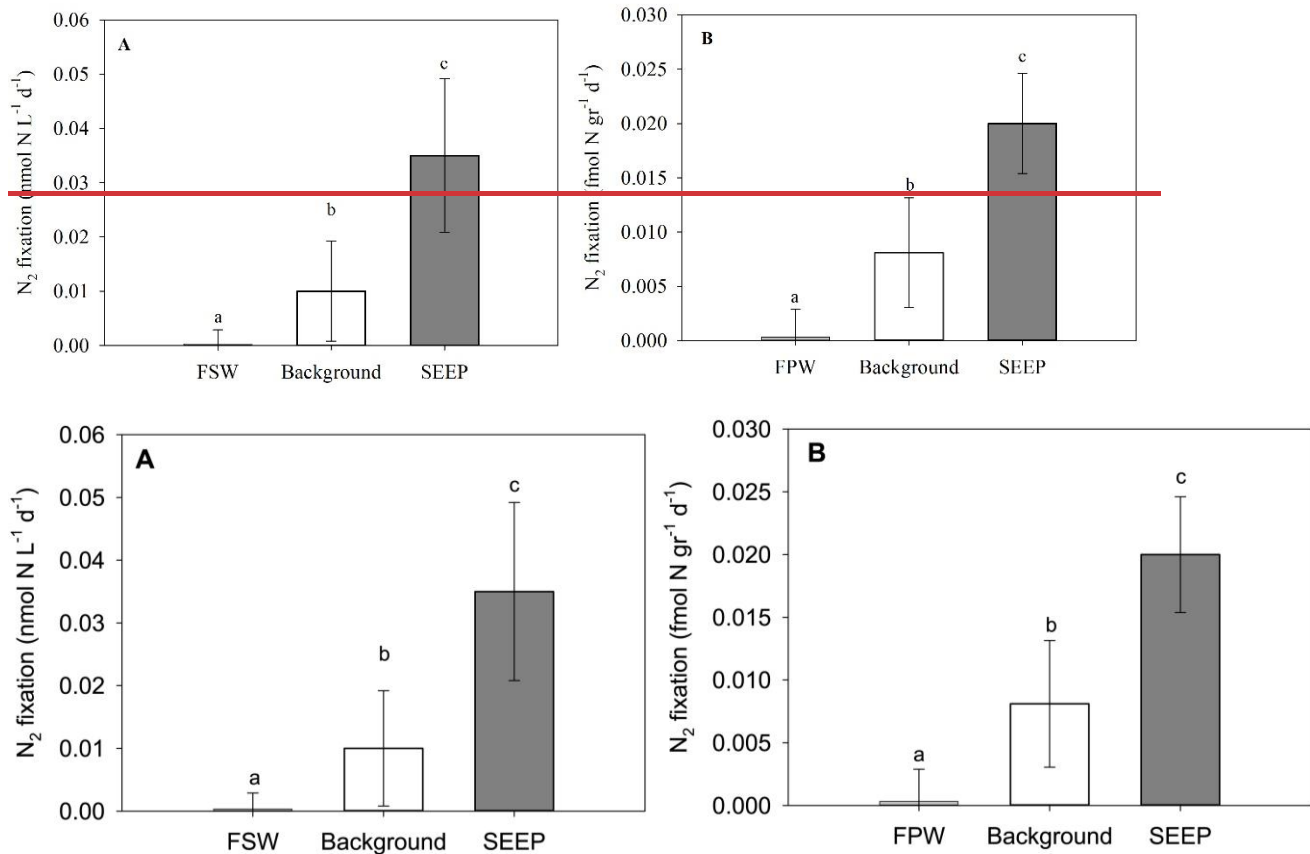 A
N₂ fixation (nmol N L⁻¹ d⁻¹)
0.06
0.05
0.04
0.03
0.02
0.01
0.00
a
b
c
FSW Background SEEP
B
N₂ fixation (fmol N gr⁻¹ d⁻¹)
0.030
0.025
0.020
0.015
0.010
0.005
0.000
a
b
c
FPW Background SEEP
A
N₂ fixation (nmol N L⁻¹ d⁻¹)
0.06
0.05
0.04
0.03
0.02
0.01
0.00
a
b
c
FSW Background SEEP
B
N₂ fixation (fmol N gr⁻¹ d⁻¹)
0.030
0.025
0.020
0.015
0.010
0.005
0.000
a
b
c
FPW Background SEEP